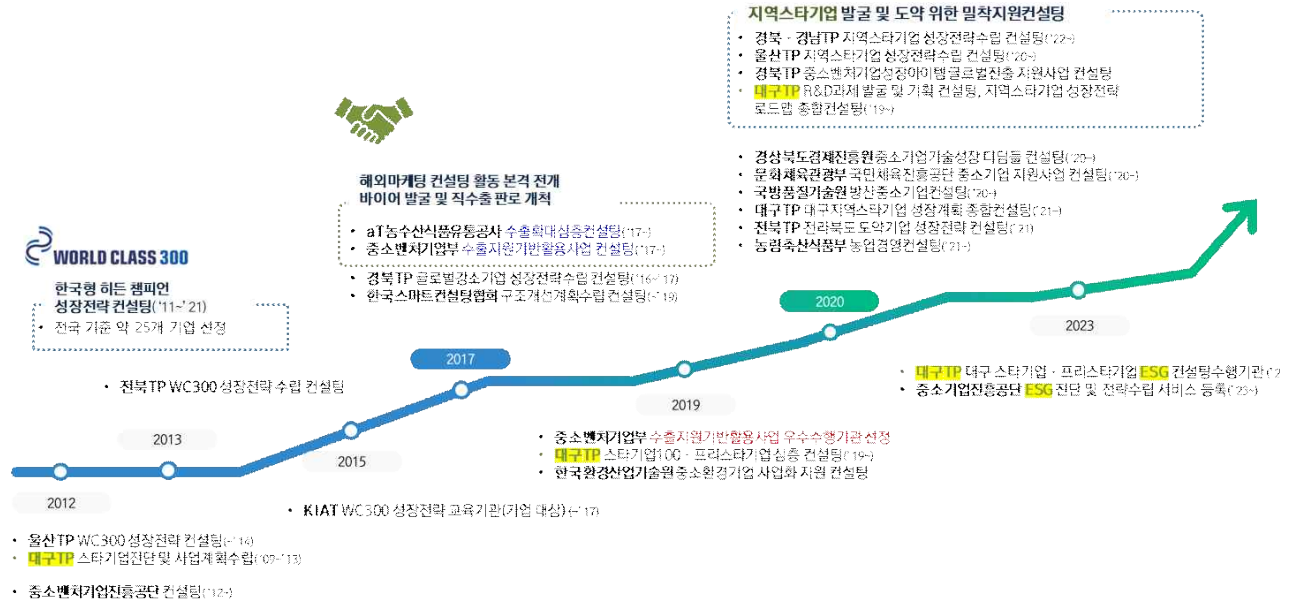 지역스타기업 발굴 및 도약 위한 밀착지원컨설팅
• 경북 · 경남TP 지역스타기업 성장전략수립 컨설팅('22~)
• 울산TP 지역스타기업 성장전략수립 컨설팅('20~)
• 경북TP 중소벤처기업성장아이템글로벌진출 지원사업 컨설팅
• 대구TP R&D과제 발굴 및 기획 컨설팅, 지역스타기업 성장전략
로드맵 종합컨설팅('19~)
• 경상북도경제진흥원 중소기업기술성장 디딤돌 컨설팅('20~)
• 문화체육관광부 국민체육진흥공단 중소기업 지원사업 컨설팅('20~)
• 국방품질기술원 방산중소기업컨설팅('20~)
• 대구TP 대구지역스타기업 성장계획 종합컨설팅('21~)
• 전북TP 전라북도 도약기업 성장전략 컨설팅('21)
• 농림축산식품부 농업경영컨설팅('21~)
해외마케팅 컨설팅 활동 본격 전개
바이어 발굴 및 직수출 판로 개척
• aT농수산식품유통공사 수출확대심층컨설팅('17~)
• 중소벤처기업부 수출지원기반활용사업 컨설팅('17~)
• 경북TP 글로벌강소기업 성장전략수립 컨설팅('16~'17)
• 한국스마트컨설팅협회 구조개선계획수립 컨설팅(~'19)
WORLD CLASS 300
한국형 히든 챔피언
성장전략 컨설팅('11~'21)
• 전국 기준 약 25개 기업 선정
• 전북TP WC300 성장전략 수립 컨설팅
2012
2013
2015
2017
2019
2020
2023
• 대구TP 대구 스타기업 · 프리스타기업 ESG 컨설팅수행기관('2
• 중소기업진흥공단 ESG 진단 및 전략수립 서비스 등록('23~)
• 중소벤처기업부 수출지원기반활용사업 우수수행기관 선정
• 대구TP 스타기업100 · 프리스타기업 심층 컨설팅('19~)
• 한국환경산업기술원 중소환경기업 사업화 지원 컨설팅
• KIAT WC300 성장전략 교육기관(기업 대상) (~'17)
• 울산TP WC300 성장전략 컨설팅(~'14)
• 대구TP 스타기업진단 및 사업계획수립('09~'13)
• 중소벤처기업진흥공단 컨설팅('12~)